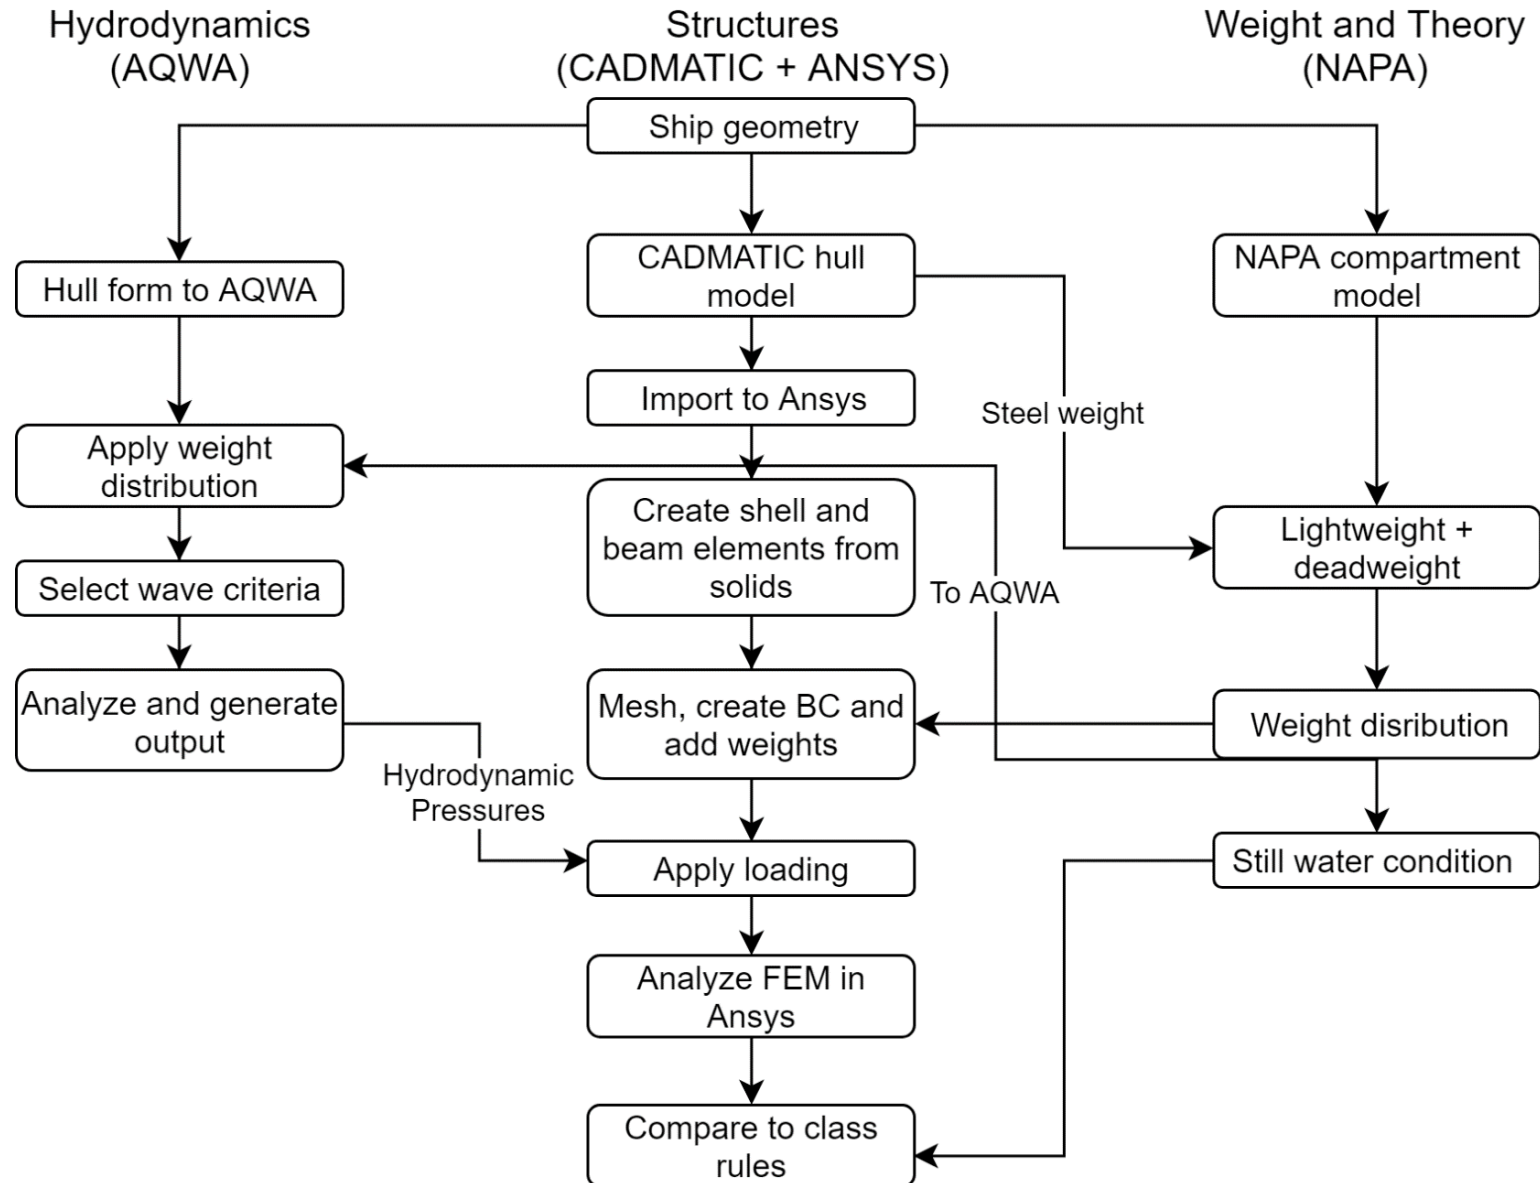 Hydrodynamics
(AQWA)
Structures
(CADMATIC + ANSYS)
Weight and Theory
(NAPA)
Ship geometry
Hull form to AQWA
CADMATIC hull
model
NAPA compartment
model
Import to Ansys
Steel weight
Apply weight
distribution
Create shell and
beam elements from
solids
Lightweight +
deadweight
Select wave criteria
To AQWA
Analyze and generate
output
Mesh, create BC and
add weights
Weight disribution
Hydrodynamic
Pressures
Apply loading
Still water condition
Analyze FEM in
Ansys
Compare to class
rules